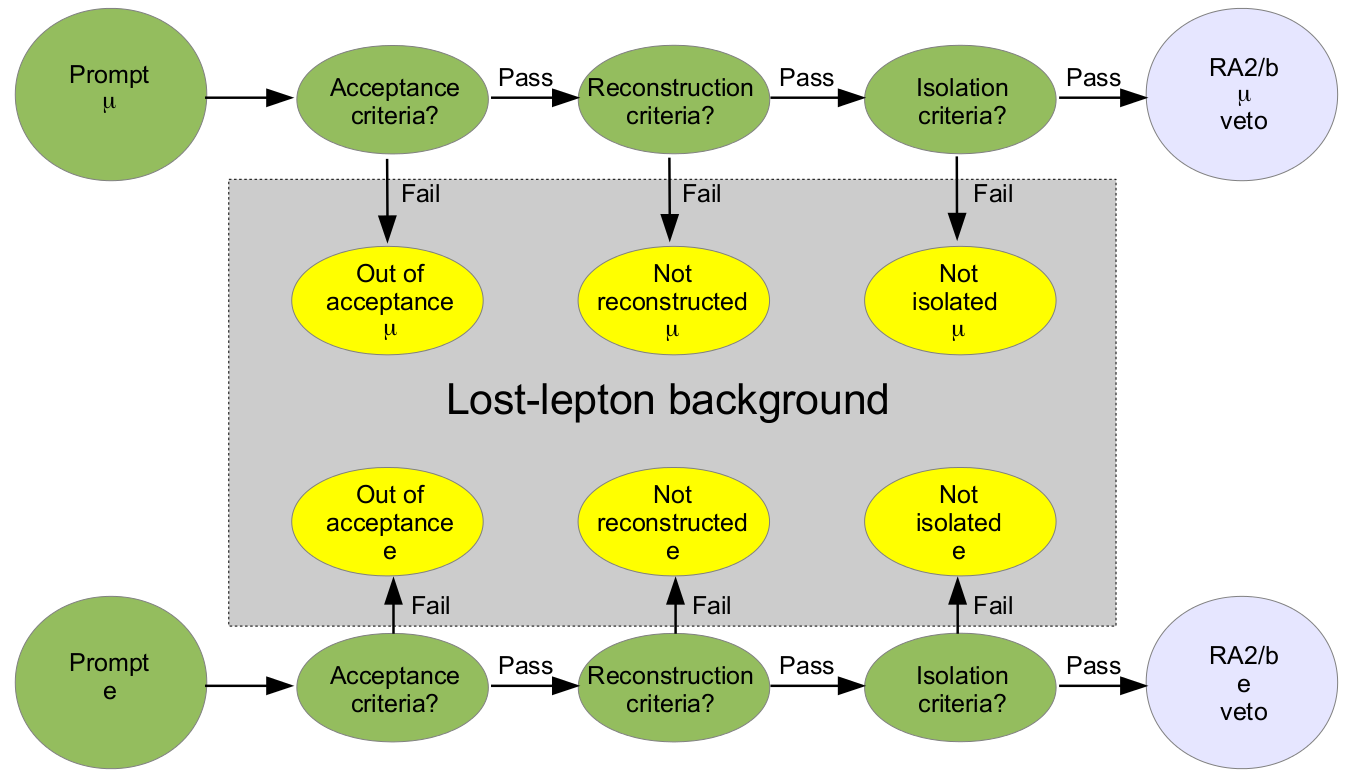 Prompt
μ
Acceptance
criteria?
Pass
Reconstruction
criteria?
Pass
Isolation
criteria?
Pass
RA2/b
μ
veto
Fail
Fail
Fail
Out of
acceptance
μ
Not
reconstructed
μ
Not
isolated
μ
Lost-lepton background
Out of
acceptance
e
Not
reconstructed
e
Not
isolated
e
Fail
Fail
Fail
Prompt
e
Acceptance
criteria?
Pass
Reconstruction
criteria?
Pass
Isolation
criteria?
Pass
RA2/b
e
veto